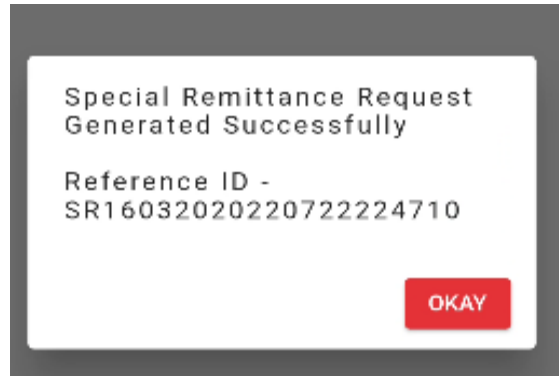 Special Remittance Request
Generated Successfully
Reference ID -
SR16032020220722224710
OKAY